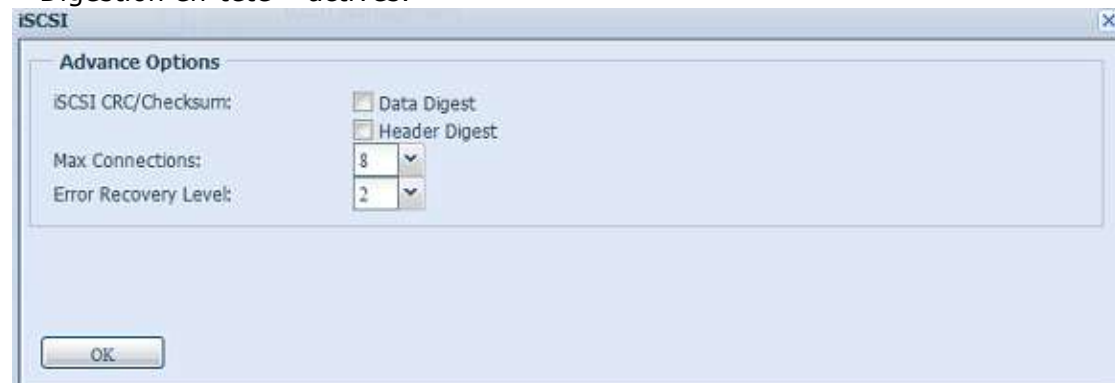 iSCSI
Advance Options
iSCSI CRC/Checksum:
Data Digest
Header Digest
Max Connections: 8
Error Recovery Level: 2
OK